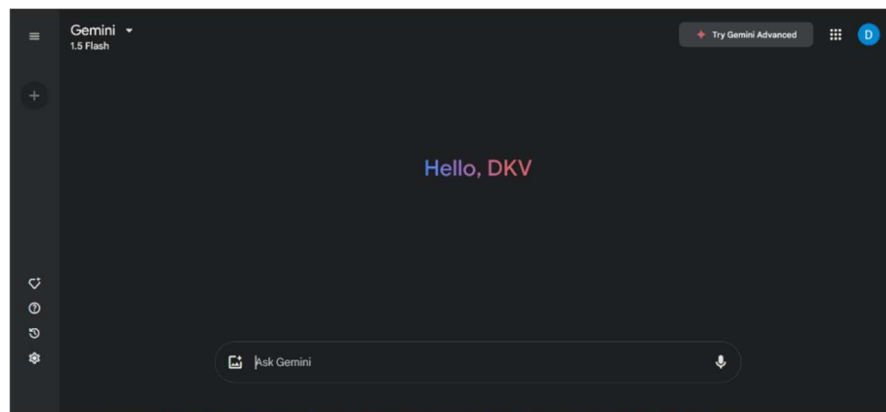 Gemini
1.5 Flash
Try Gemini Advanced
D
Hello, DKV
Ask Gemini